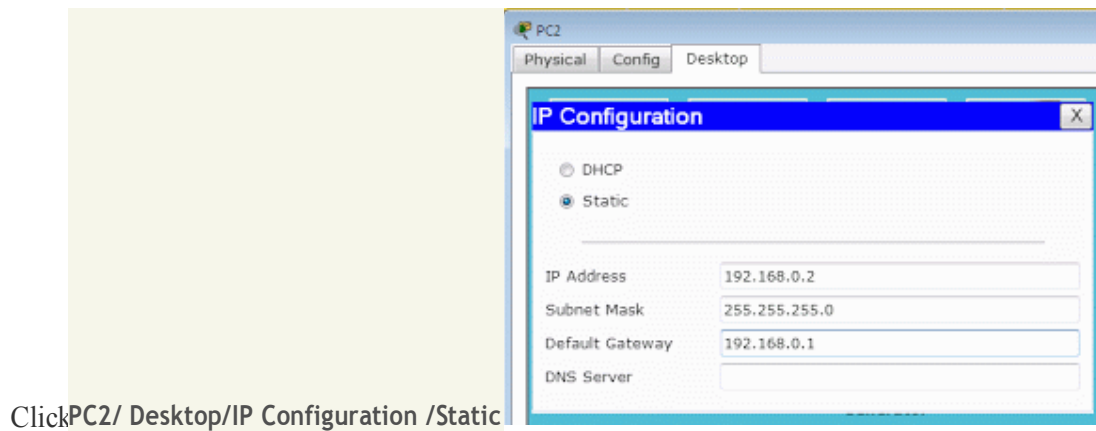 PC2
Physical Config Desktop
IP Configuration X
DHCP
Static
IP Address 192.168.0.2
Subnet Mask 255.255.255.0
Default Gateway 192.168.0.1
DNS Server
ClickPC2/ Desktop/IP Configuration /Static